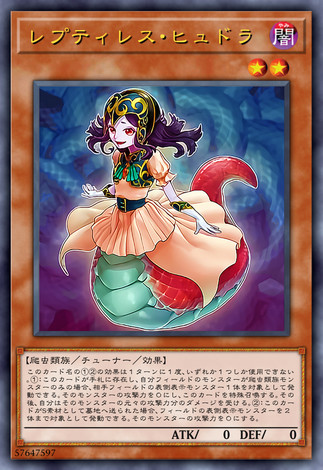 レプティレス・ヒュドラ
闇
やみ
【爬虫類族/チューナー/効果】
このカード名の①②の効果は1ターンに1度、いずれか1つしか使用できない。
①:このカードが手札に存在し、自分フィールドのモンスターが爬虫類族モンスターのみの場合、相手フィールドの表側表示モンスター1体を対象として発動できる。そのモンスターの攻撃力を0にし、このカードを特殊召喚する。その後、自分はそのモンスターの元々の攻撃力分のダメージを受ける。②:このカードがS素材として墓地へ送られた場合、フィールドの表側表示モンスターを2体まで対象として発動できる。そのモンスターの攻撃力を0にする。
ATK/ 0 DEF/ 0
57647597